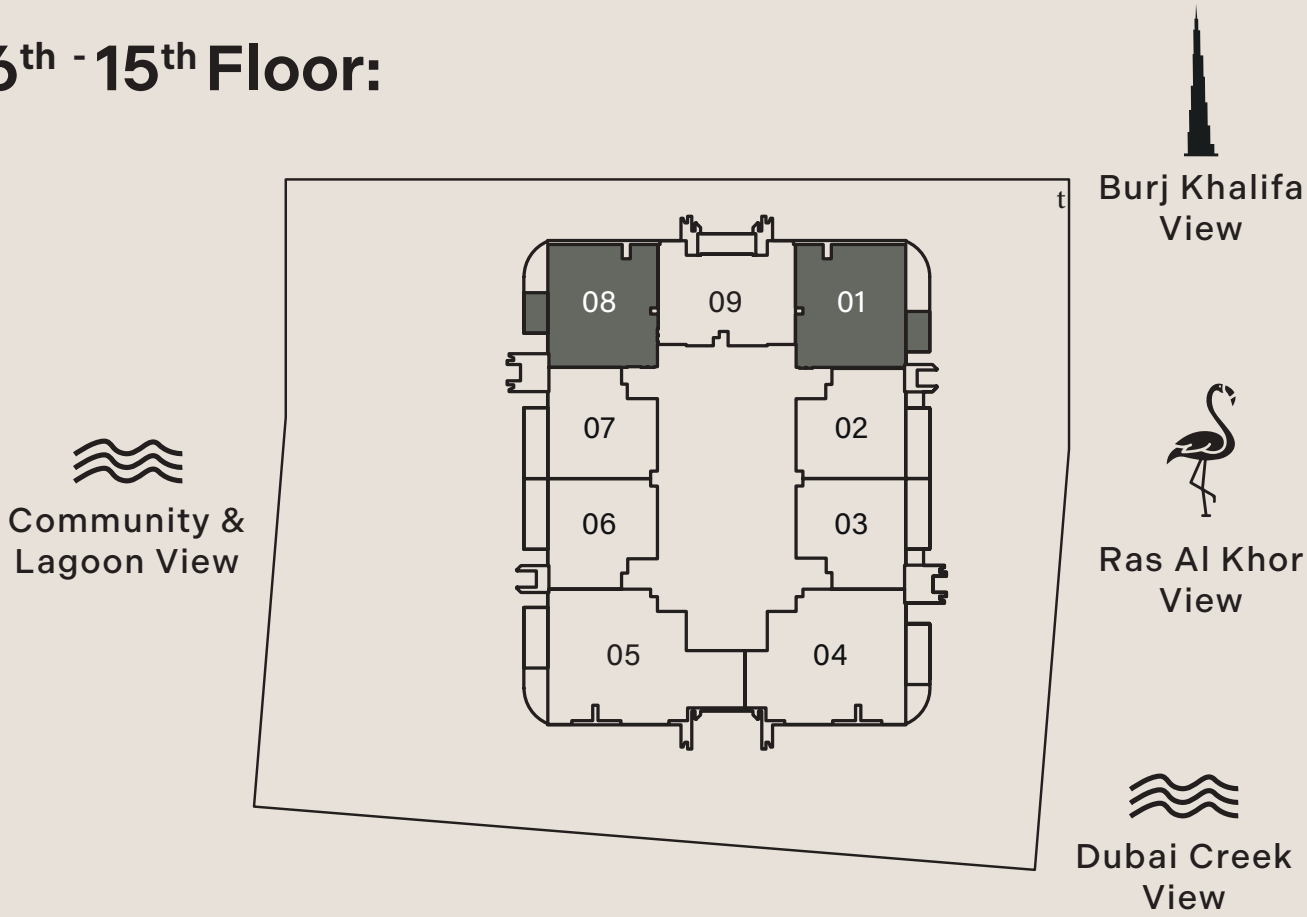 6th - 15th Floor:
t
Burj Khalifa
View
08
09
01
07
02
Community &
Lagoon View
06
03
Ras Al Khor
View
05
04
Dubai Creek
View